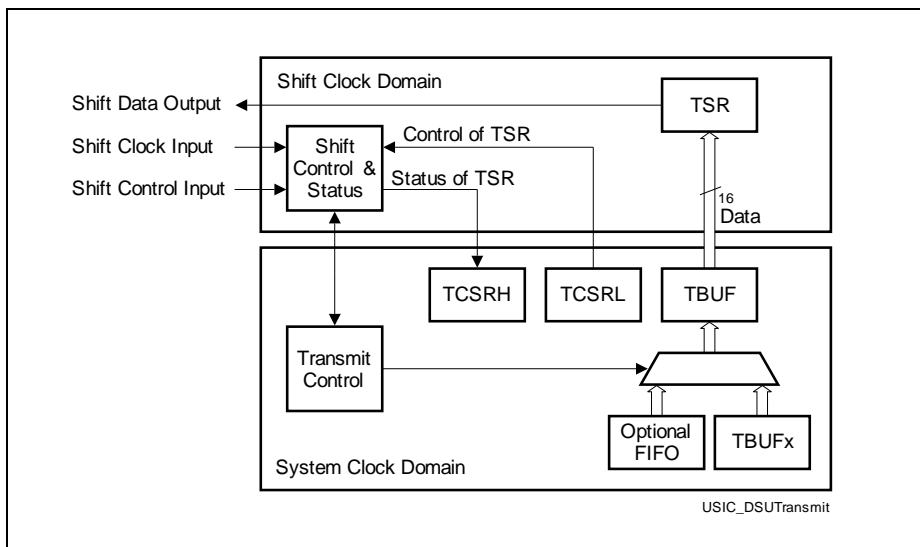 Shift Clock Domain
TSR
Shift Data Output
Shift Clock Input
Shift Control Input
Shift
Control &
Status
Control of TSR
Status of TSR
16
Data
TCSRH
TCSRL
TBUF
Transmit
Control
Optional
FIFO
TBUFx
System Clock Domain
USIC_DSUTransmit